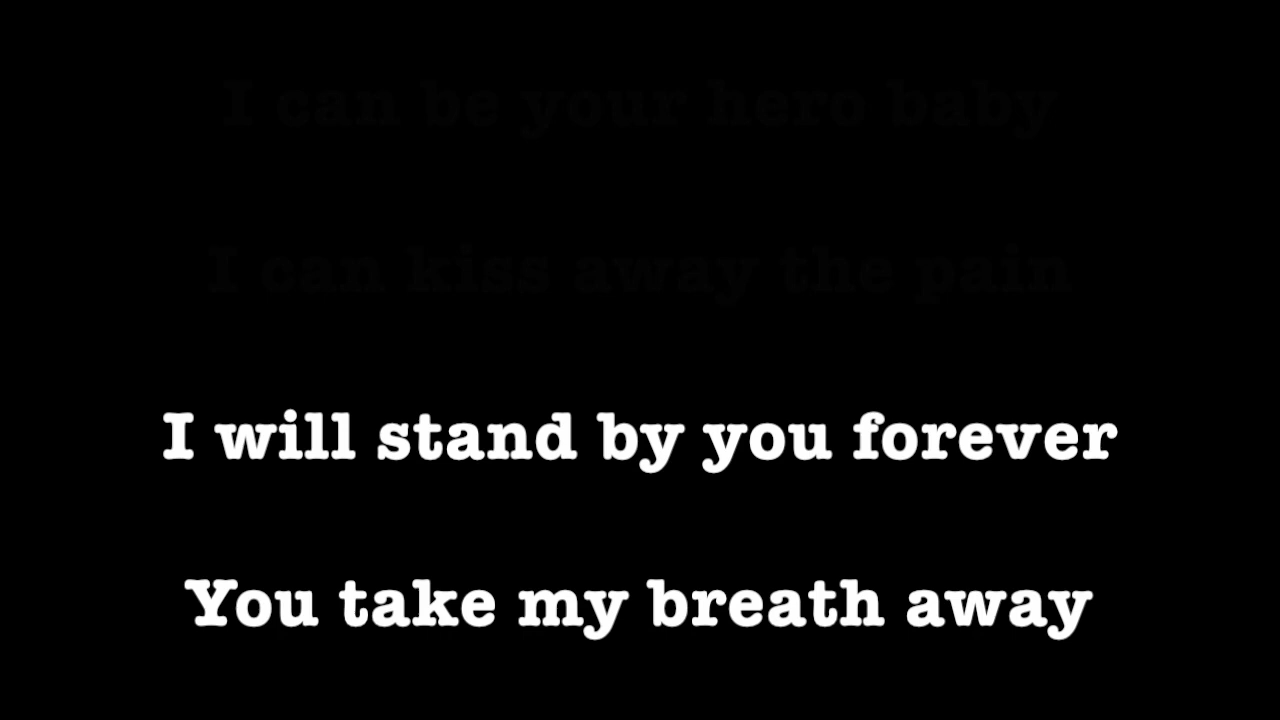 I can be your hero baby
I can kiss away the pain
I will stand by you forever
You take my breath away